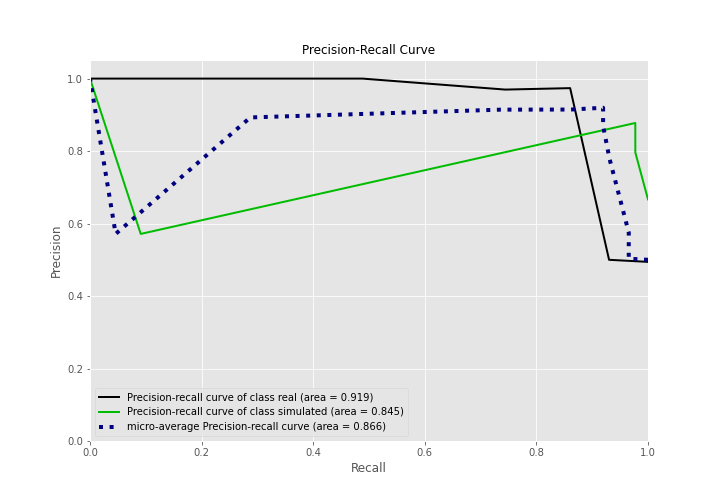 Precision-Recall Curve
1.0
0.8
0.6
0.4
0.2
0.0
Precision
Precision-recall curve of class real (area = 0.919)
Precision-recall curve of class simulated (area = 0.845)
micro-average Precision-recall curve (area = 0.866)
0.0 0.2 0.4 0.6 0.8 1.0
Recall